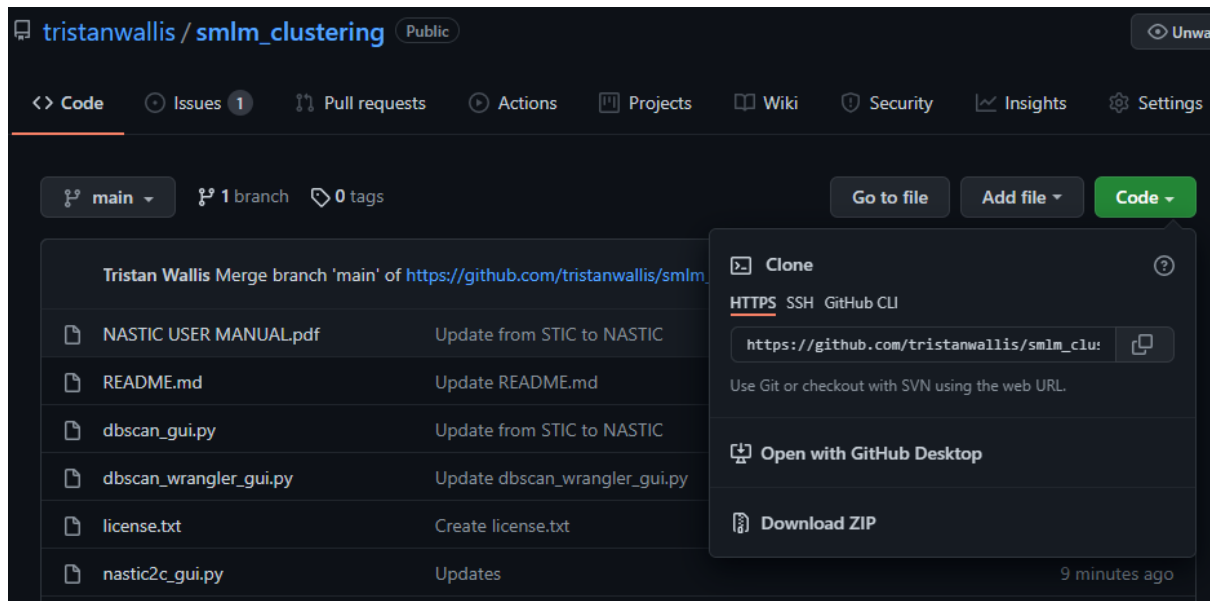 tristanwallis / smlm_clustering Public Unwa
Code Issues 1 Pull requests Actions Projects Wiki Security Insights Settings
main 1 branch 0 tags Go to file Add file Code
Tristan Wallis Merge branch 'main' of https://github.com/tristanwallis/smlm_
NASTIC USER MANUAL.pdf Update from STIC to NASTIC
README.md Update README.md
dbscan_gui.py Update from STIC to NASTIC
dbscan_wrangler_gui.py Update dbscan_wrangler_gui.py
license.txt Create license.txt
nastic2c_gui.py Updates 9 minutes ago
Clone
HTTPS SSH GitHub CLI
https://github.com/tristanwallis/smlm_clu
Use Git or checkout with SVN using the web URL.
Open with GitHub Desktop
Download ZIP